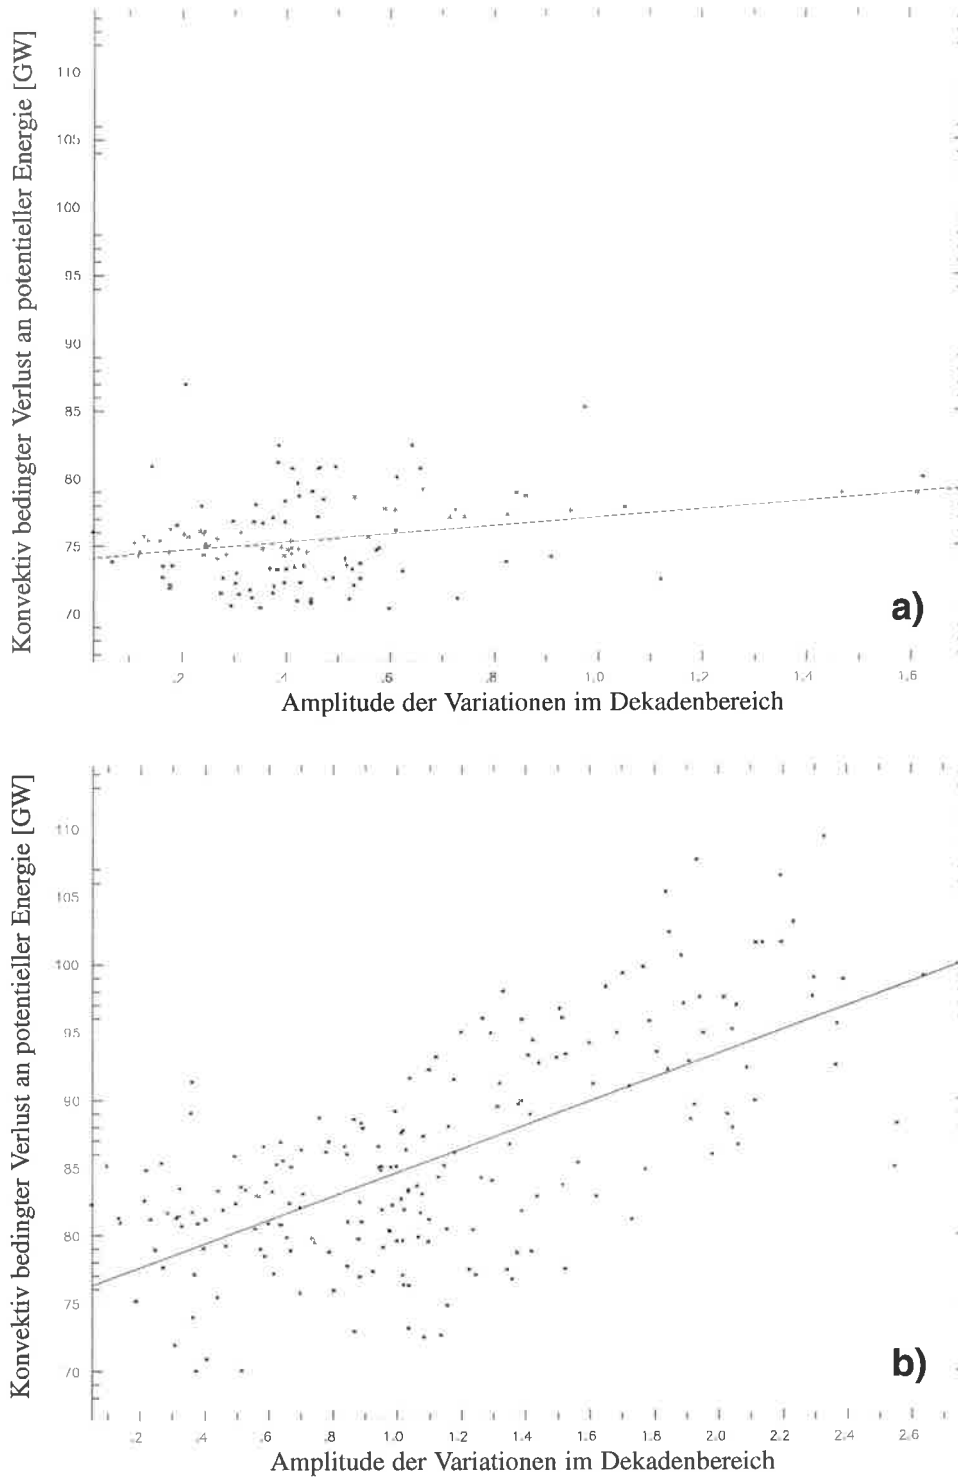 Konvektiv bedingter Verlust an potentieller Energie [GW]
110
105
100
95
90
85
80
75
70
a)
.2 .4 .6 .8 1.0 1.2 1.4 1.6
Amplitude der Variationen im Dekadenbereich
Konvektiv bedingter Verlust an potentieller Energie [GW]
110
105
100
95
90
85
80
75
70
b)
.2 .4 .6 .8 1.0 1.2 1.4 1.6 1.8 2.0 2.2 2.4 2.6
Amplitude der Variationen im Dekadenbereich